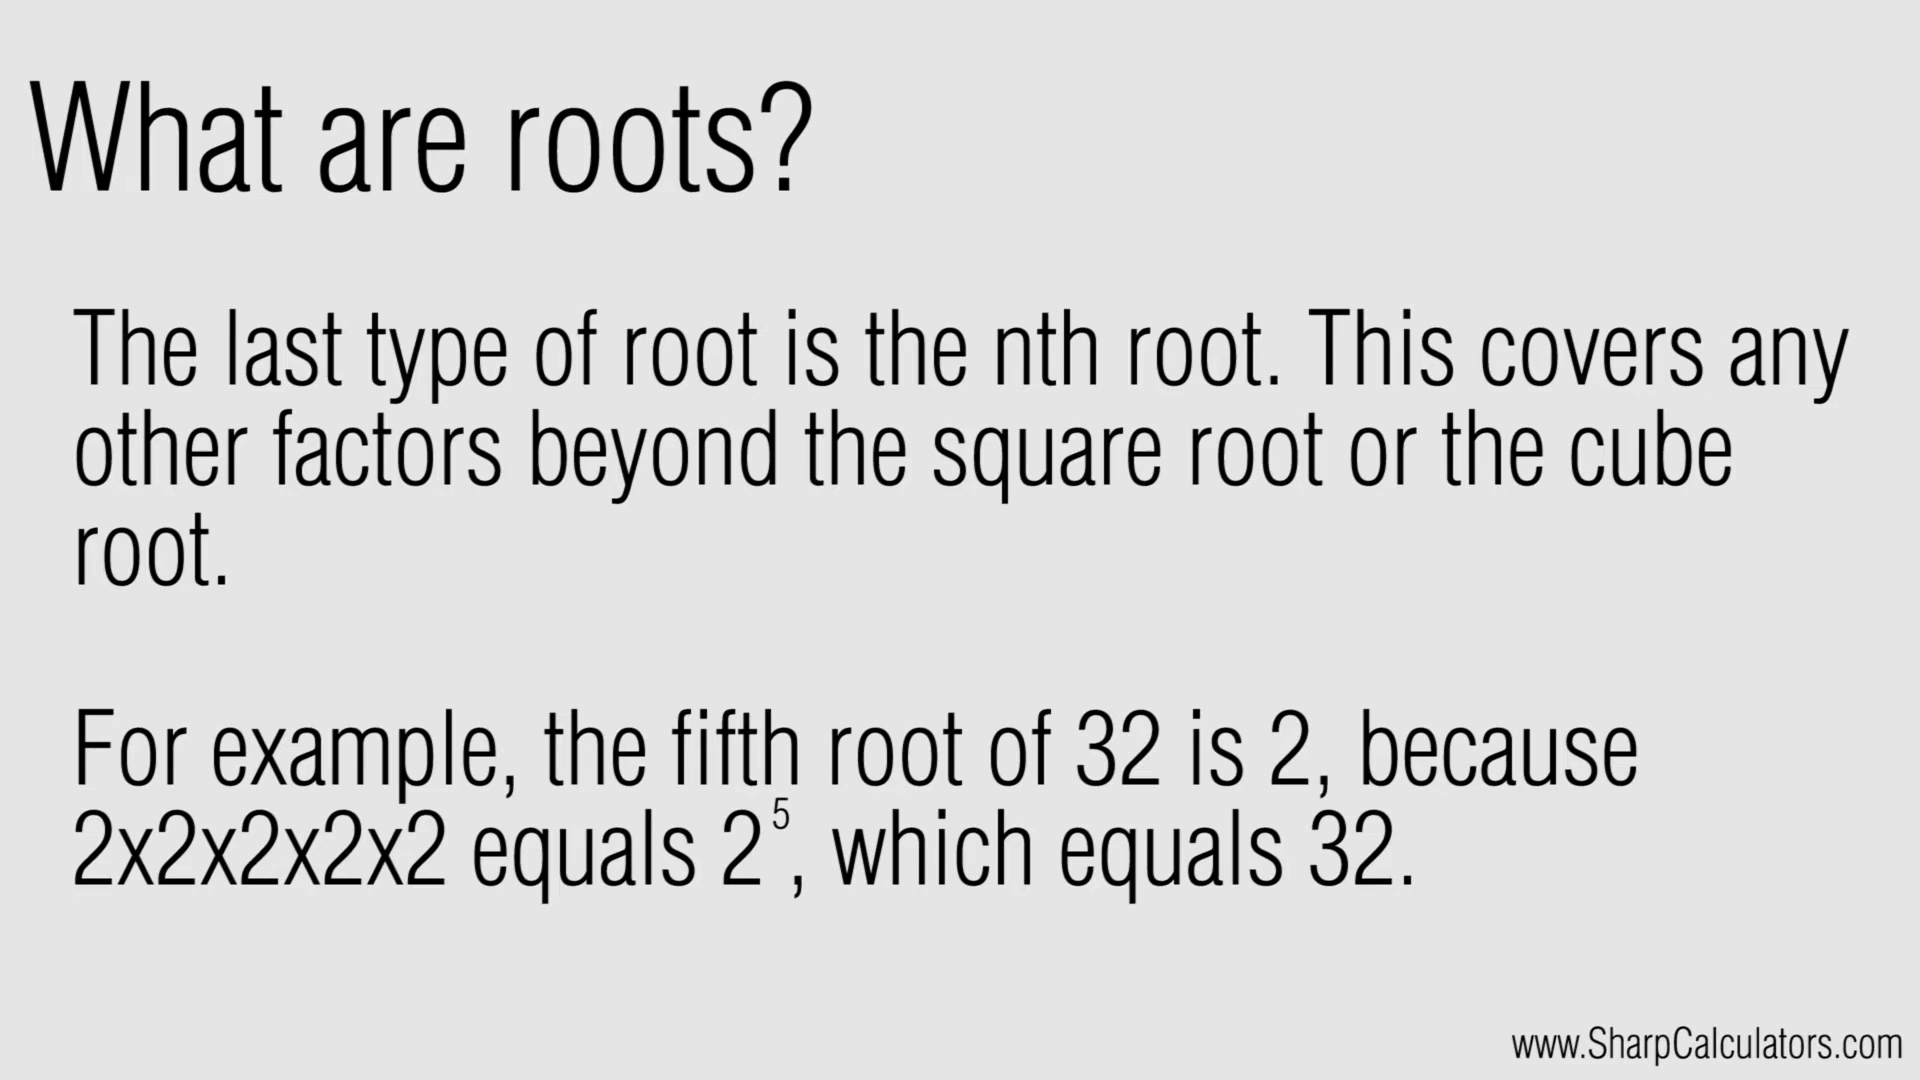 What are roots?
The last type of root is the nth root. This covers any
other factors beyond the square root or the cube
root.
For example, the fifth root of 32 is 2, because
2x2x2x2x2 equals 2⁵, which equals 32.
www.SharpCalculators.com